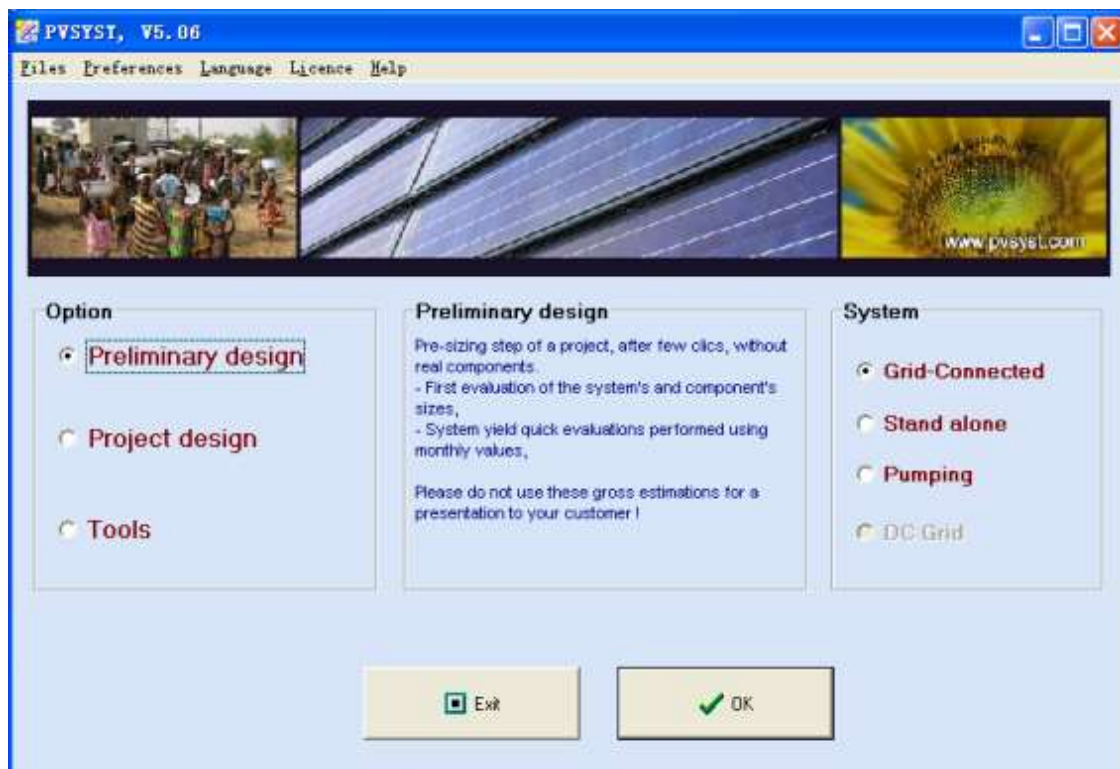 PVSYST, V5.06
Files Preferences Language Licence Help
www.pvsyst.com
Option
Preliminary design
Project design
Tools
Preliminary design
Pre-sizing step of a project, after few clics, without
real components.
- First evaluation of the system's and component's
sizes,
- System yield quick evaluations performed using
monthly values,
Please do not use these gross estimations for a
presentation to your customer !
System
Grid-Connected
Stand alone
Pumping
DC Grid
Exit
OK